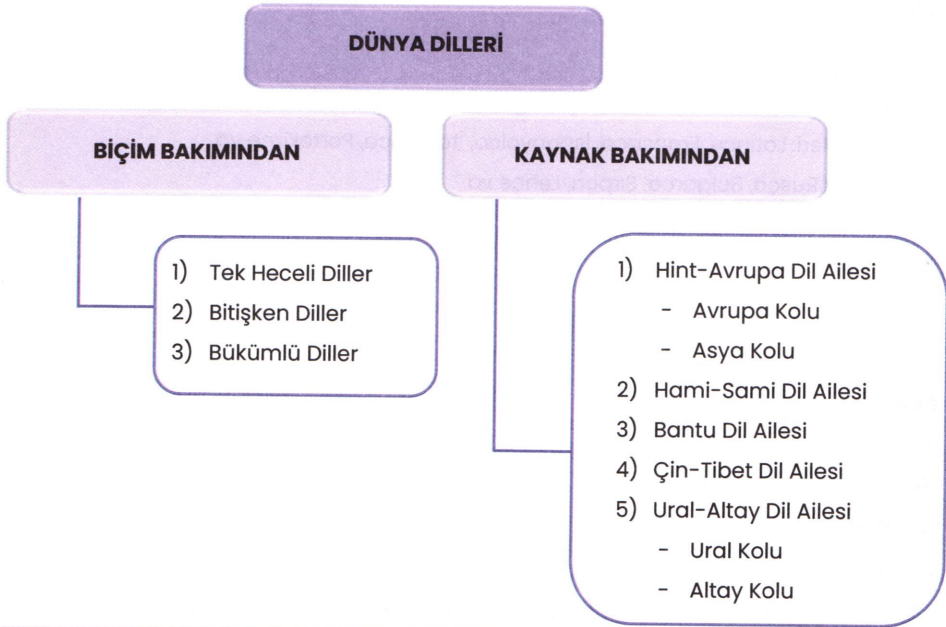 DÜNYA DİLLERİ
BİÇİM BAKIMINDAN
1) Tek Heceli Diller
2) Bitişken Diller
3) Bükümlü Diller
KAYNAK BAKIMINDAN
1) Hint-Avrupa Dil Ailesi
- Avrupa Kolu
- Asya Kolu
2) Hami-Sami Dil Ailesi
3) Bantu Dil Ailesi
4) Çin-Tibet Dil Ailesi
5) Ural-Altay Dil Ailesi
- Ural Kolu
- Altay Kolu